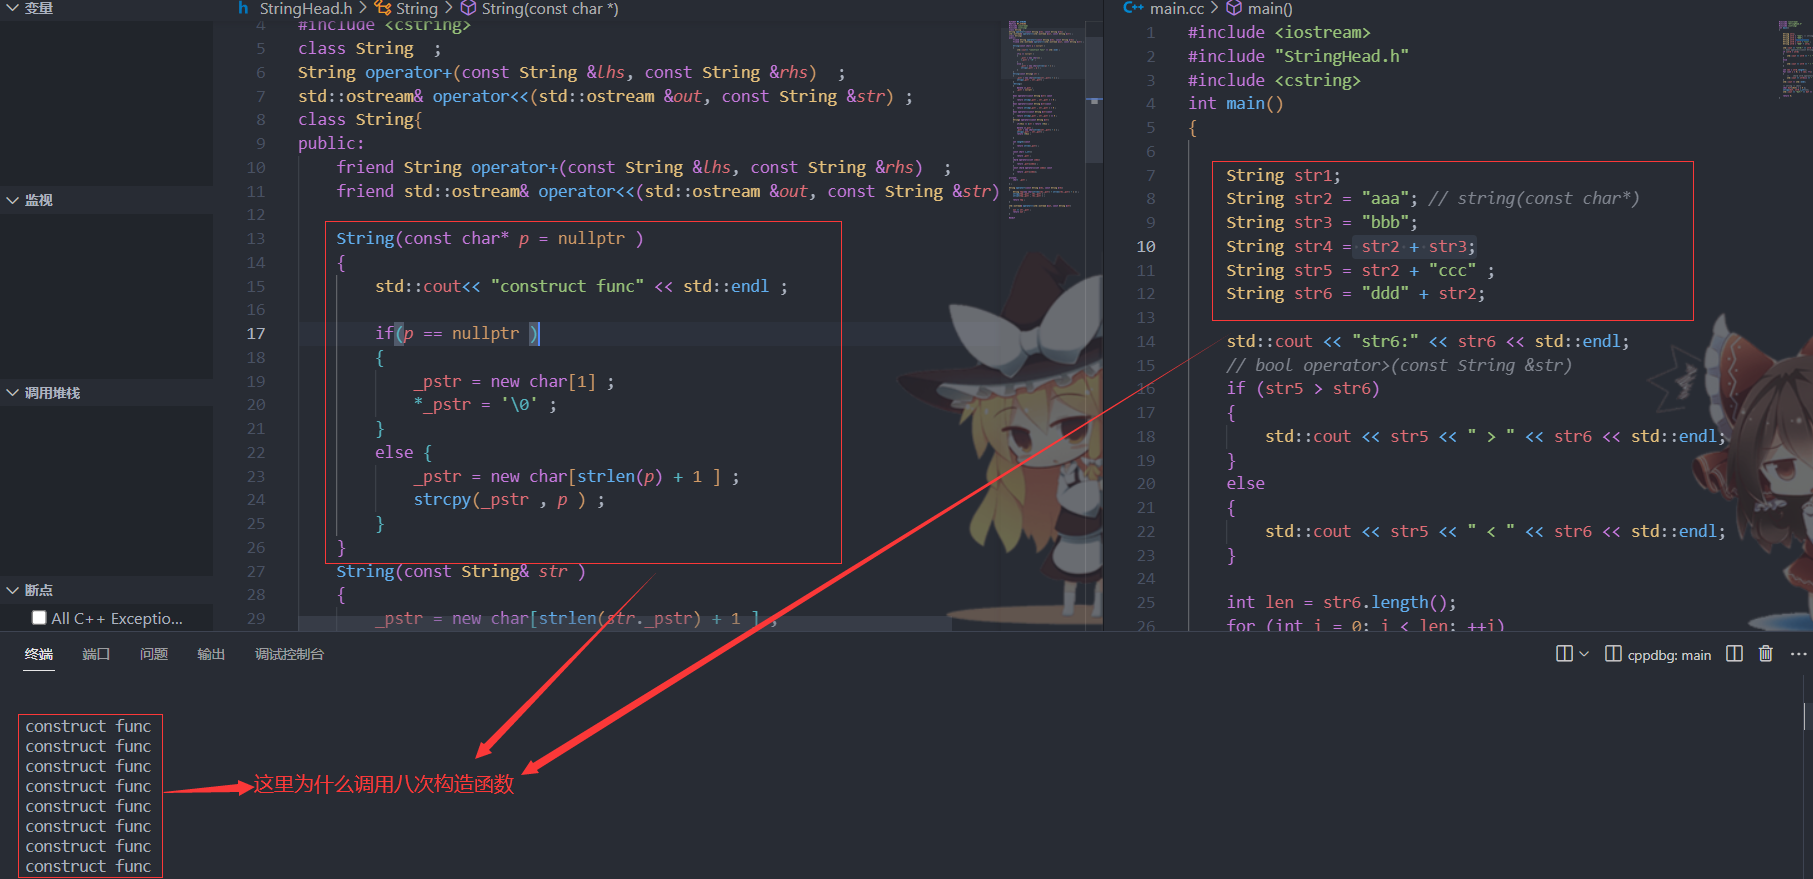 变量
监视
调用堆栈
断点
All C++ Exceptio...
StringHead.h > String > String(const char *)
4 #include <cstring>
5 class String  ;
6 String operator+(const String &lhs, const String &rhs)  ;
7 std::ostream& operator<<(std::ostream &out, const String &str) ;
8 class String{
9 public:
10     friend String operator+(const String &lhs, const String &rhs)  ;
11     friend std::ostream& operator<<(std::ostream &out, const String &str)
12
13     String(const char* p = nullptr )
14     {
15         std::cout<< "construct func" << std::endl ;
16
17         if(p == nullptr )
18         {
19             _pstr = new char[1] ;
20             *_pstr = '\0' ;
21         }
22         else {
23             _pstr = new char[strlen(p) + 1 ] ;
24             strcpy(_pstr , p ) ;
25         }
26     }
27     String(const String& str )
28     {
29         _pstr = new char[strlen(str._pstr) + 1 ] ;
main.cc > main()
1 #include <iostream>
2 #include "StringHead.h"
3 #include <cstring>
4 int main()
5 {
6
7     String str1;
8     String str2 = "aaa"; // string(const char*)
9     String str3 = "bbb";
10     String str4 = str2 + str3;
11     String str5 = str2 + "ccc" ;
12     String str6 = "ddd" + str2;
13
14     std::cout << "str6:" << str6 << std::endl;
15     // bool operator>(const String &str)
16     if (str5 > str6)
17     {
18         std::cout << str5 << " > " << str6 << std::endl;
19     }
20     else
21     {
22         std::cout << str5 << " < " << str6 << std::endl;
23     }
24
25     int len = str6.length();
26     for (int i = 0; i < len; ++i)
终端 端口 问题 输出 调试控制台
cppdbg: main
construct func
construct func
construct func
construct func
construct func
construct func
construct func
construct func
这里为什么调用八次构造函数